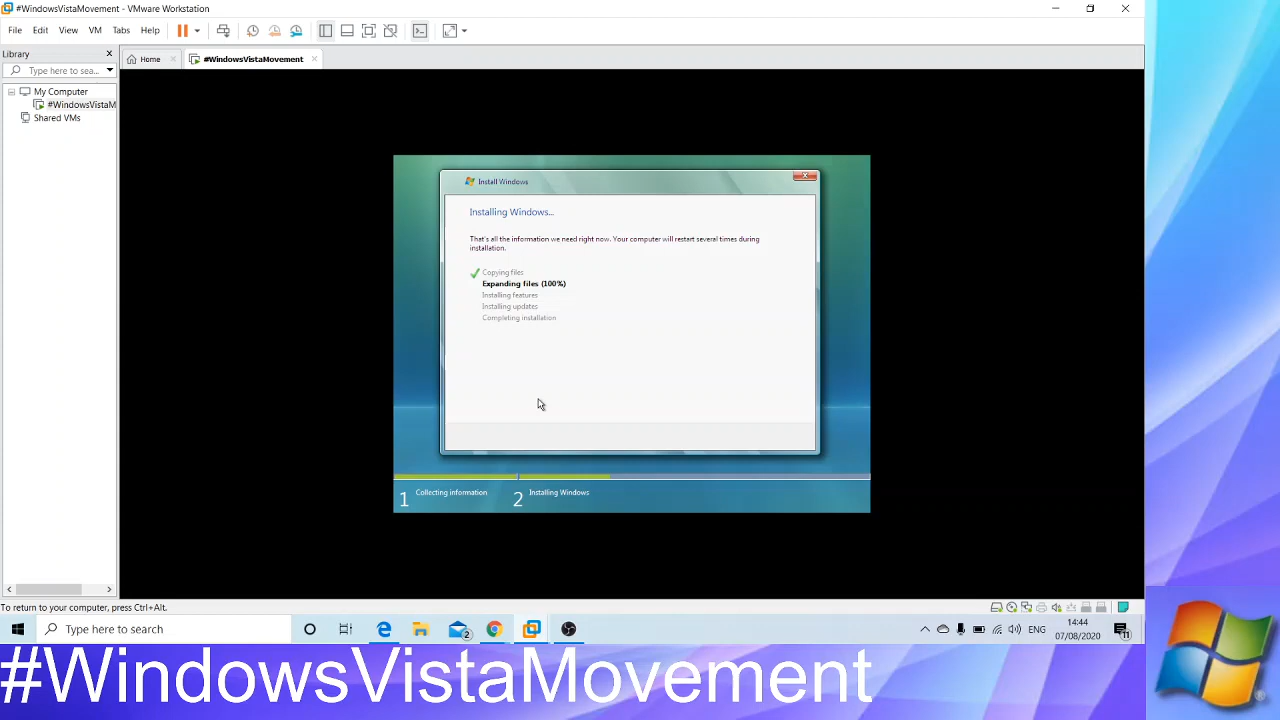 #WindowsVistaMovement - VMware Workstation
File Edit View VM Tabs Help
Library
Type here to sea...
My Computer
#WindowsVistaM
Shared VMs
Home
#WindowsVistaMovement
Install Windows
Installing Windows...
That's all the information we need right now. Your computer will restart several times during
installation.
Copying files
Expanding files (100%)
Installing features
Installing updates
Completing installation
1 Collecting information
2 Installing Windows
To return to your computer, press Ctrl+Alt.
Type here to search
2
ENG
14:44
07/08/2020
11
#WindowsVistaMovement
®